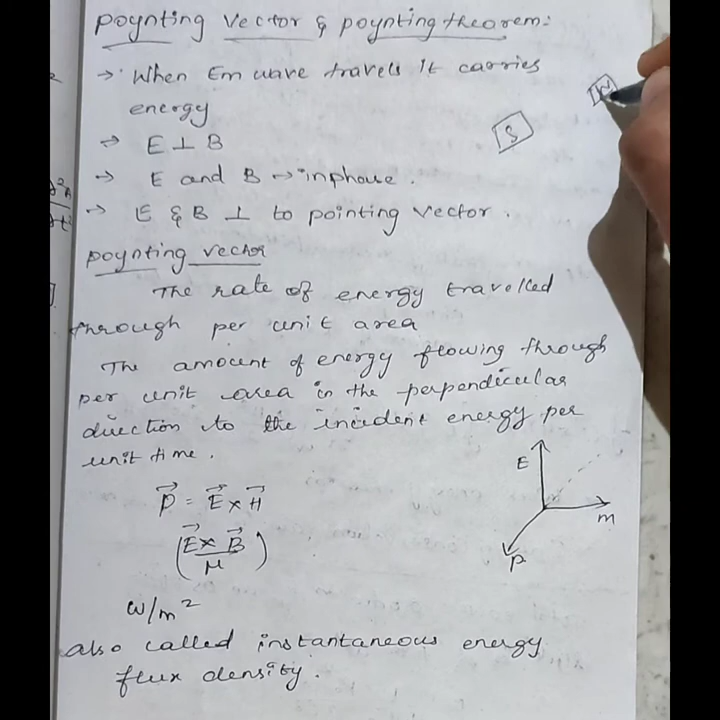 Poynting vector & poynting theorem:
→ When Em wave travels it carries
energy
→ E ⊥ B
→ E and B → inphase.
→ E & B ⊥ to pointing vector.
S
N
poynting vector
The rate of energy travelled
through per unit area
The amount of energy flowing through
per unit area in the perpendicular
direction to the incident energy per
unit time.
P⃗ = E⃗ × H⃗
(E⃗ × B⃗ / μ)
E
m
P
w/m²
also called instantaneous energy
flux density.